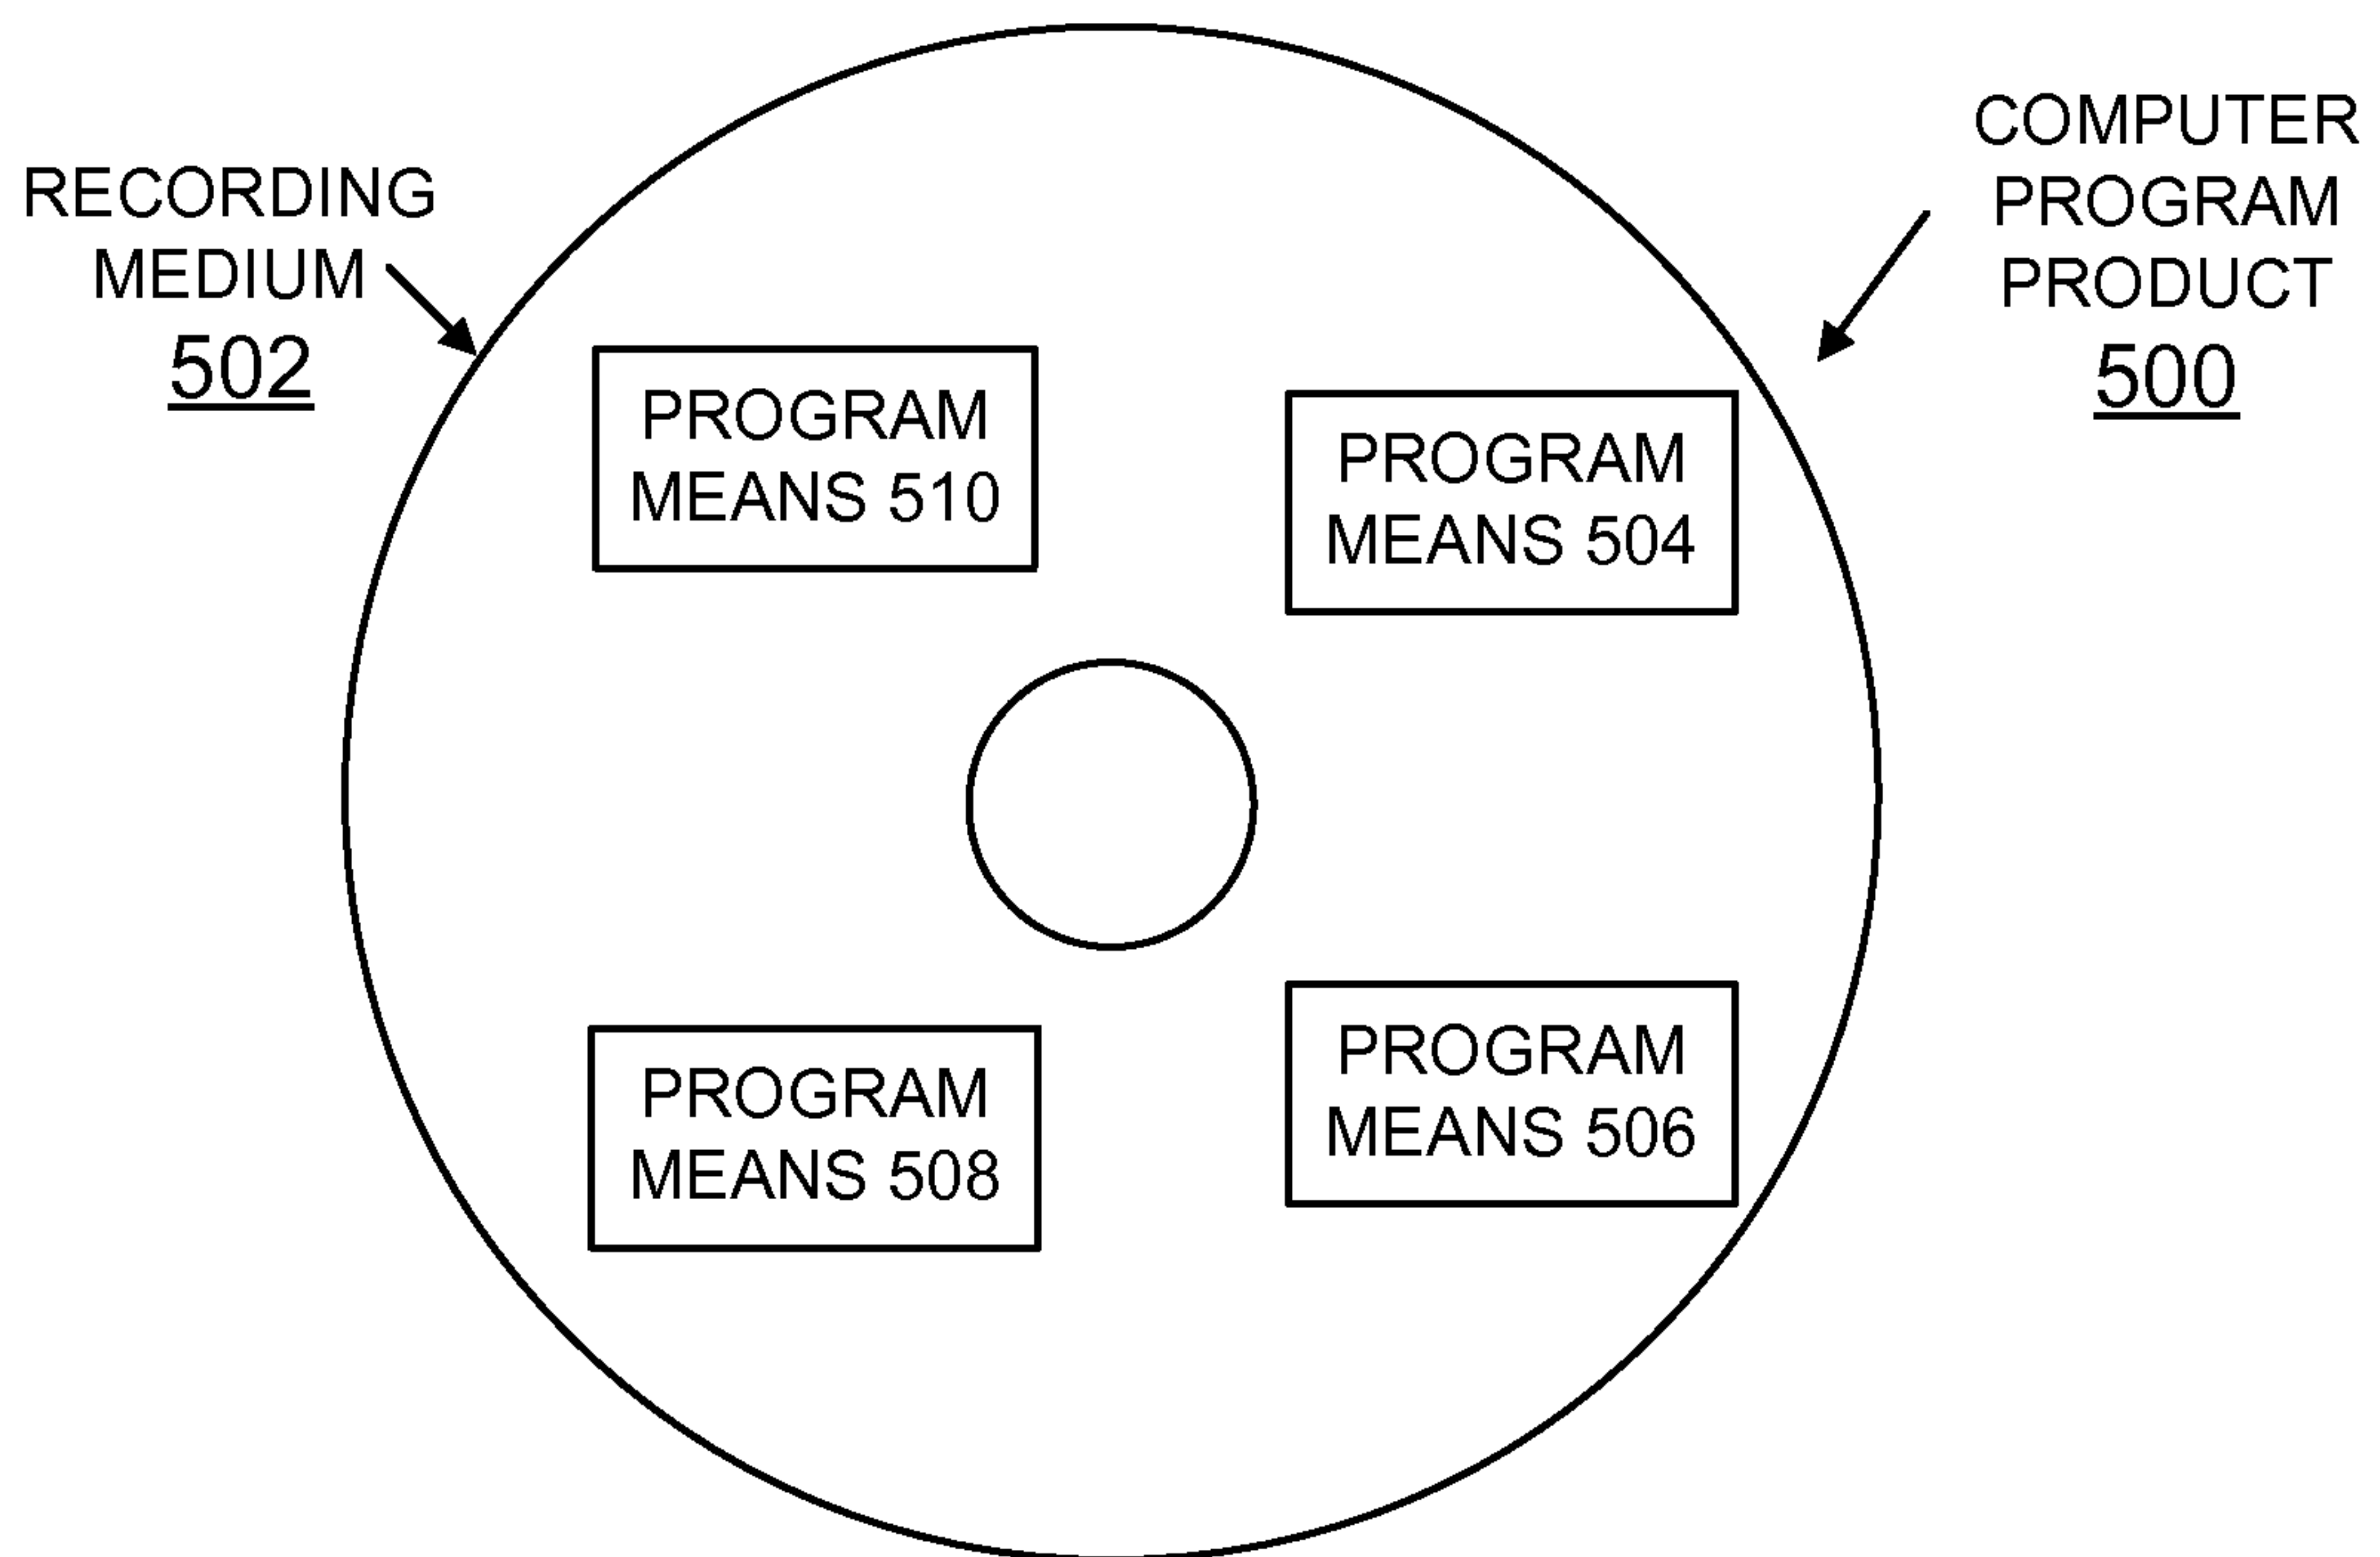 RECORDING
MEDIUM
502
COMPUTER
PROGRAM
PRODUCT
500
PROGRAM
MEANS 510
PROGRAM
MEANS 504
PROGRAM
MEANS 508
PROGRAM
MEANS 506